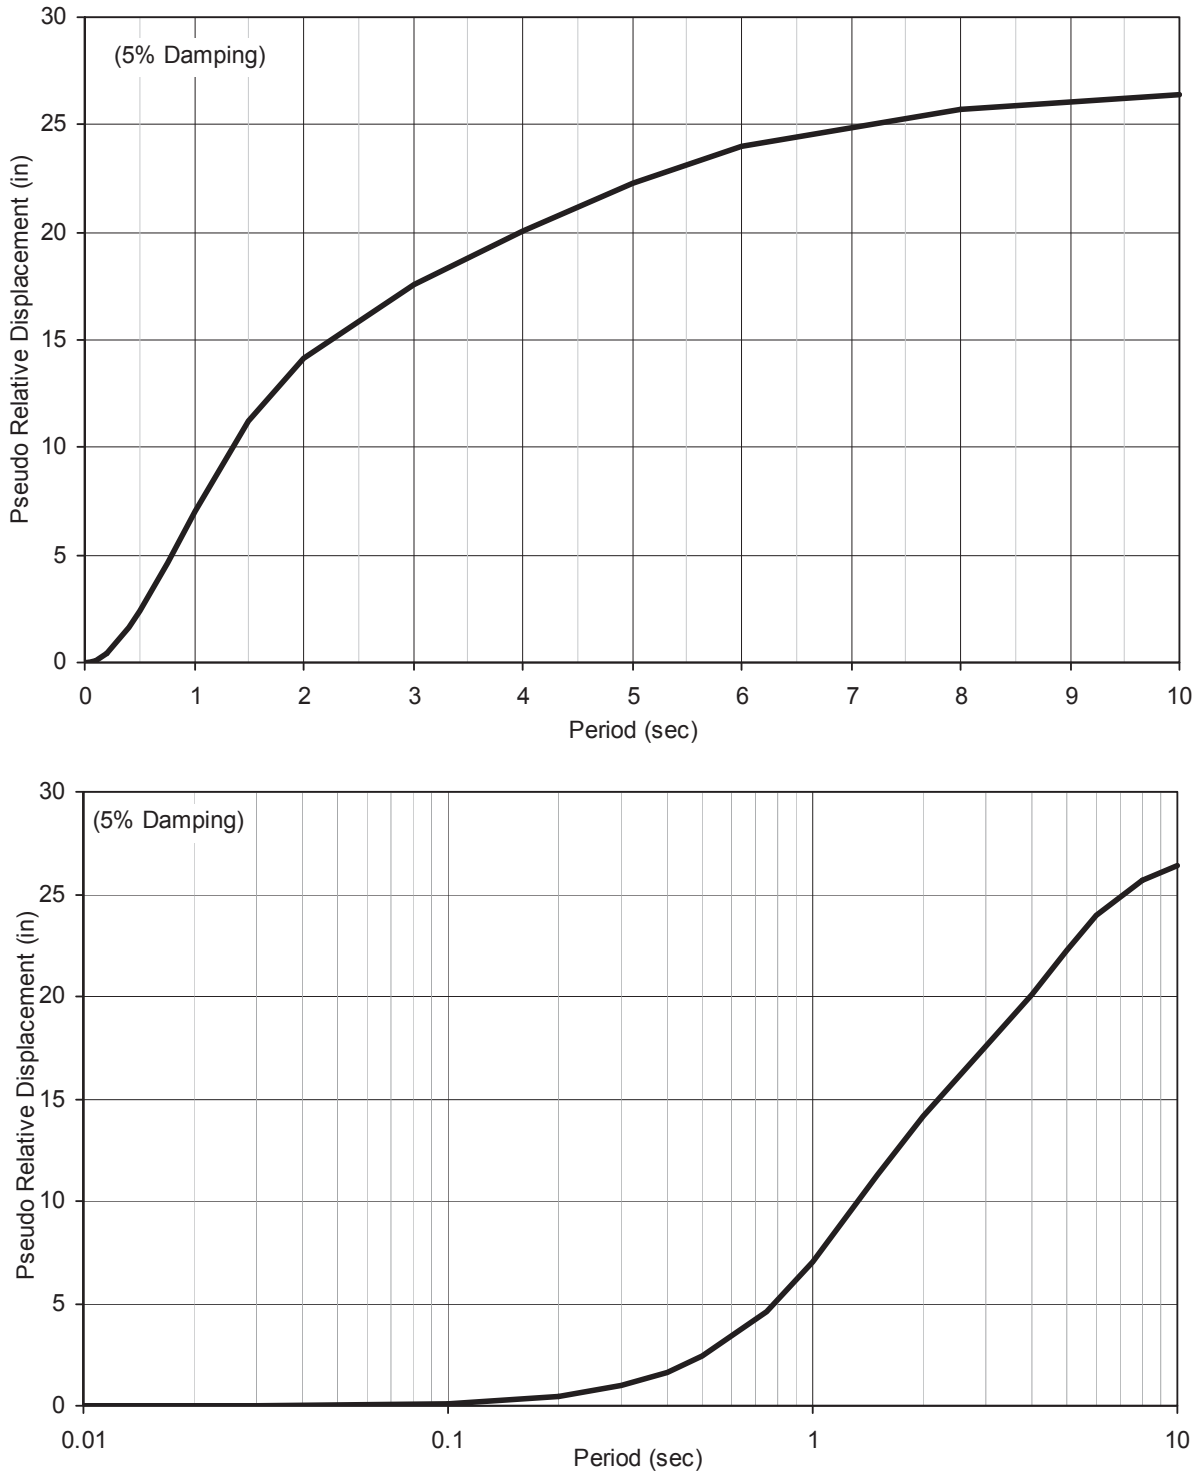 30
(5% Damping)
25
20
15
10
5
0
Pseudo Relative Displacement (in)
0 1 2 3 4 5 6 7 8 9 10
Period (sec)
30
(5% Damping)
25
20
15
10
5
0
Pseudo Relative Displacement (in)
0.01 0.1 1 10
Period (sec)